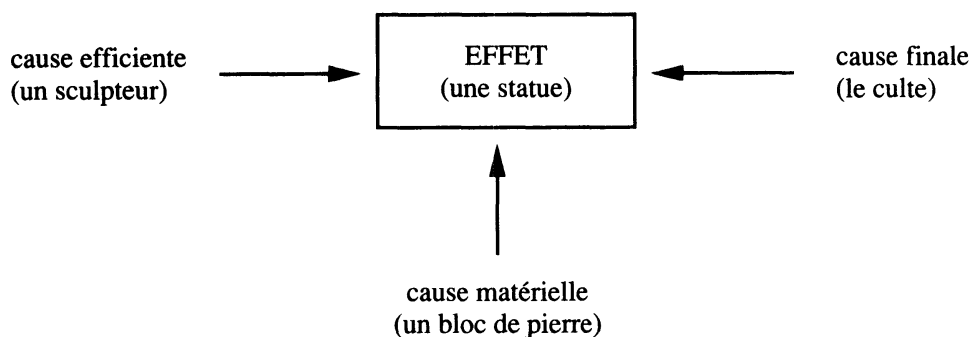 cause efficiente
(un sculpteur)
EFFET
(une statue)
cause finale
(le culte)
cause matérielle
(un bloc de pierre)